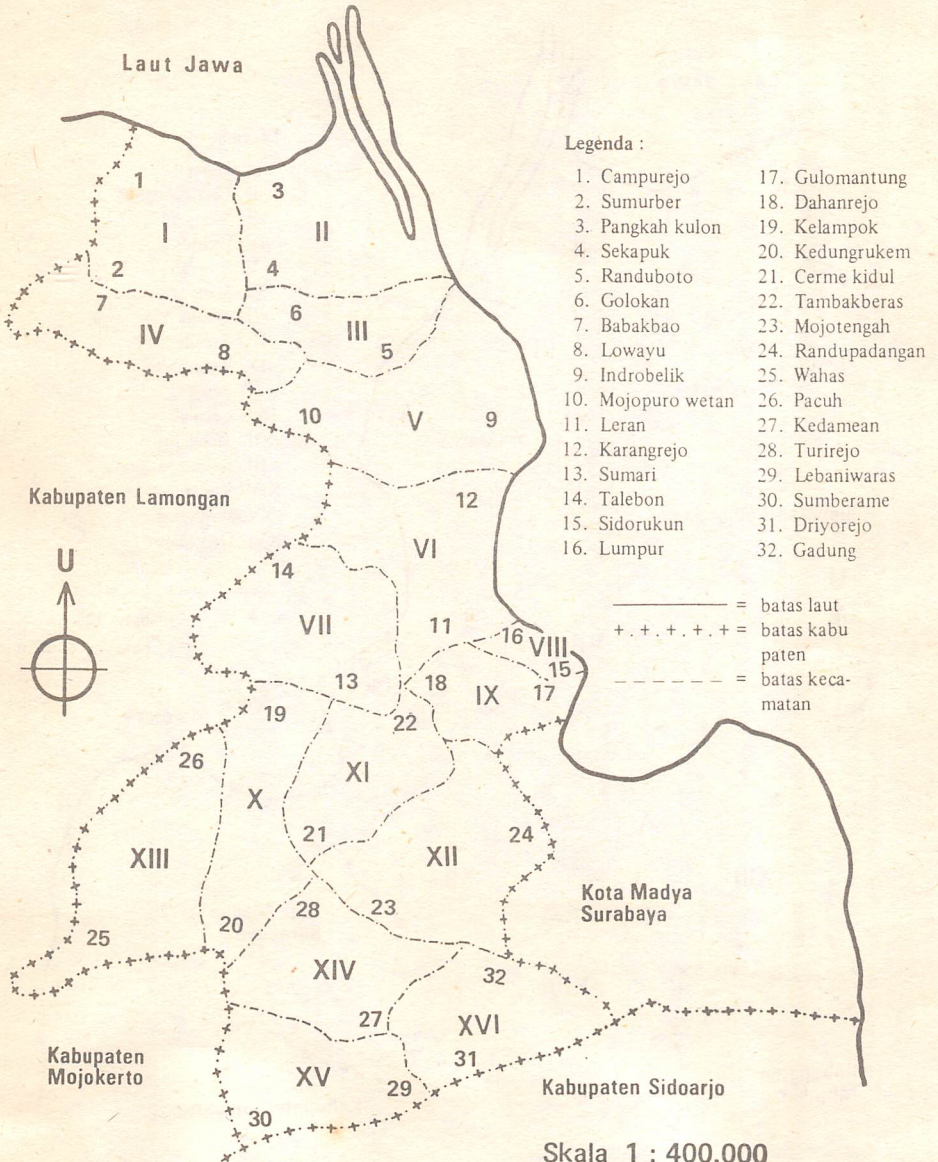 Laut Jawa
Legenda :
1. Campurejo
2. Sumurber
3. Pangkah kulon
4. Sekapuk
5. Randuboto
6. Golokan
7. Babakbao
8. Lowayu
9. Indrobelik
10. Mojopuro wetan
11. Leran
12. Karangrejo
13. Sumari
14. Talebon
15. Sidorukun
16. Lumpur
17. Gulomantung
18. Dahanrejo
19. Kelampok
20. Kedungrukem
21. Cerme kidul
22. Tambakberas
23. Mojotengah
24. Randupadangan
25. Wahas
26. Pacuh
27. Kedamean
28. Turirejo
29. Lebaniwaras
30. Sumberame
31. Driyorejo
32. Gadung
= batas laut
+.+.+.+.+ = batas kabu
paten
------ = batas keca-
matan
1
3
I
II
2
4
7
6
IV
III
8
5
10
V
9
Kabupaten Lamongan
12
U
VI
14
VII
11
16
VIII
15
13
18
IX
17
19
22
26
XI
X
21
24
XIII
XII
Kota Madya
Surabaya
28
23
25
20
XIV
32
27
XVI
Kabupaten
Mojokerto
31
XV
29
Kabupaten Sidoarjo
30
Skala 1 : 400.000